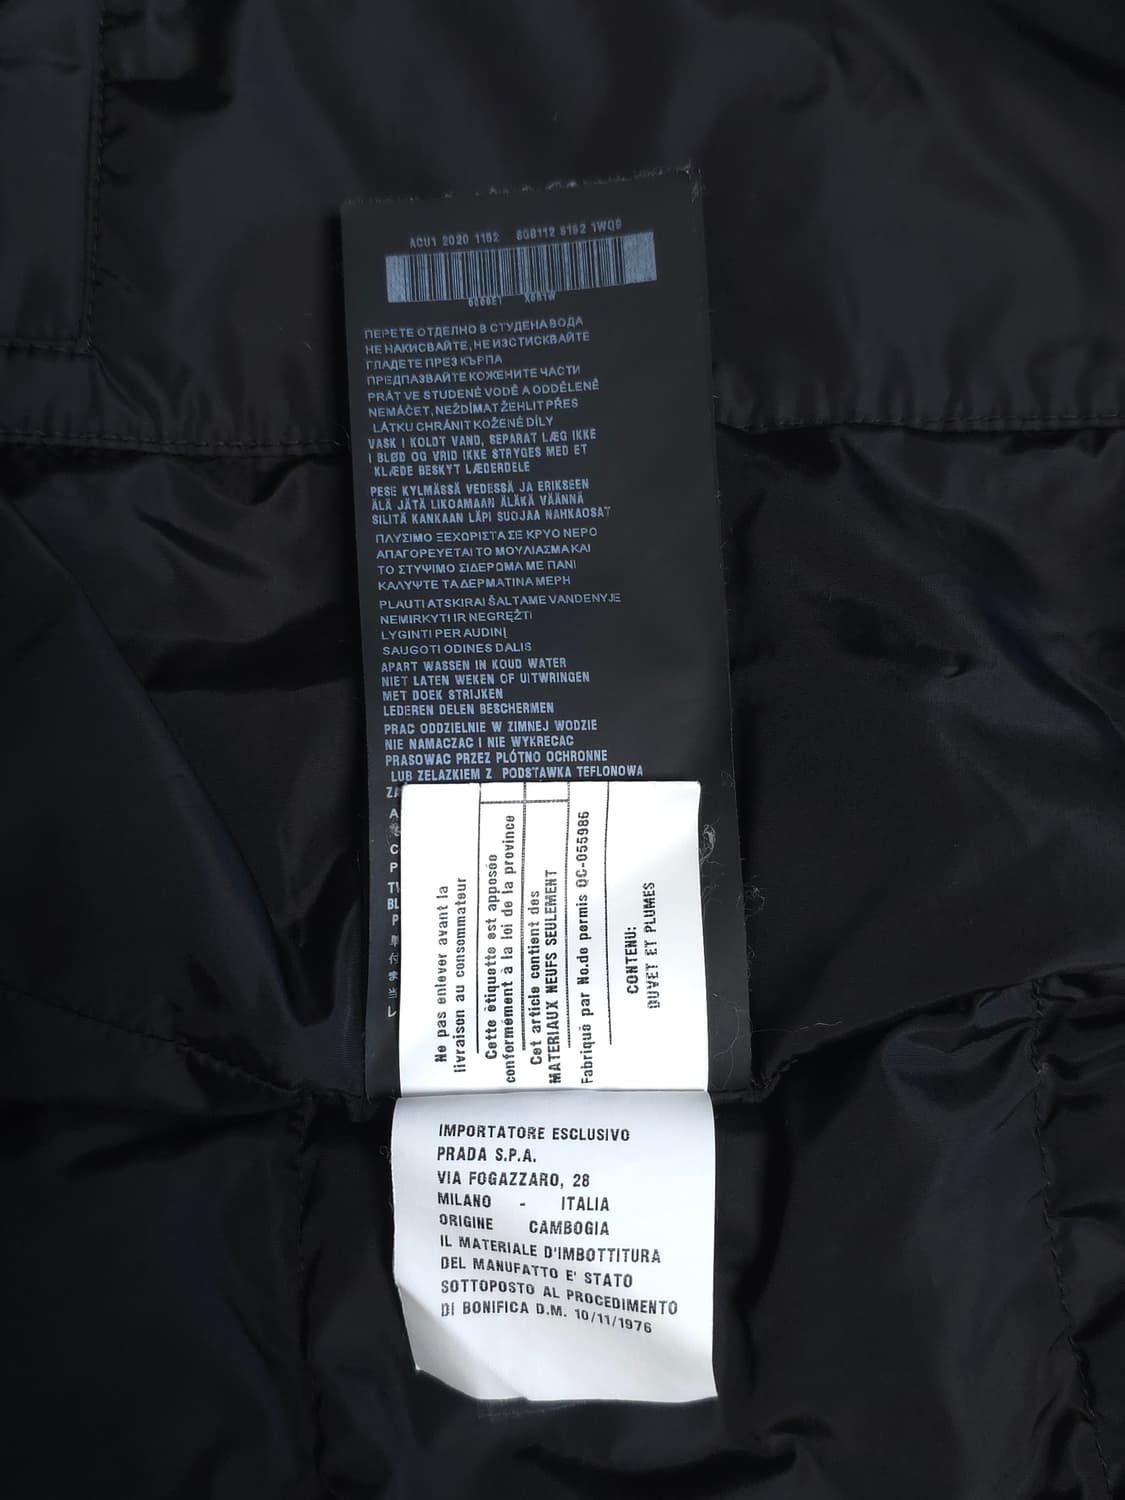 ACU1 2020 1162 SGB112 S192 1WQ9
X081W
ПЕРЕТЕ ОТДЕЛНО В СТУДЕНА ВОДА
НЕ НАКИСВАЙТЕ, НЕ ИЗСТИСКВАЙТЕ
ГЛАДЕТЕ ПРЕЗ КЪРПА
ПРЕДПАЗВАЙТЕ КОЖЕНИТЕ ЧАСТИ
PRÁT VE STUDENÉ VODĚ A ODDĚLENĚ
NEMÁČET, NEŽDÍMAT ŽEHLIT PŘES
LÁTKU CHRÁNIT KOŽENÉ DÍLY
VASK I KOLDT VAND, SEPARAT LÆG IKKE
I BLØD OG VRID IKKE STRYGES MED ET
KLÆDE BESKYT LÆDERDELE
PESE KYLMÄSSÄ VEDESSÄ JA ERIKSEEN
ÄLÄ JÄTÄ LIKOAMAAN ÄLÄKÄ VÄÄNNÄ
SILITÄ KANKAAN LÄPI SUOJAA NAHKAOSAT
ΠΛΥΣΙΜΟ ΞΕΧΩΡΙΣΤΑ ΣΕ ΚΡΥΟ ΝΕΡΟ
ΑΠΑΓΟΡΕΥΕΤΑΙ ΤΟ ΜΟΥΛΙΑΣΜΑ ΚΑΙ
ΤΟ ΣΤΥΨΙΜΟ ΣΙΔΕΡΩΜΑ ΜΕ ΠΑΝΙ
ΚΑΛΥΨΤΕ ΤΑ ΔΕΡΜΑΤΙΝΑ ΜΕΡΗ
PLAUTI ATSKIRAI ŠALTAME VANDENYJE
NEMIRKYTI IR NEGRĘŽTI
LYGINTI PER AUDINĮ
SAUGOTI ODINES DALIS
APART WASSEN IN KOUD WATER
NIET LATEN WEKEN OF UITWRINGEN
MET DOEK STRIJKEN
LEDEREN DELEN BESCHERMEN
PRAC ODDZIELNIE W ZIMNEJ WODZIE
NIE NAMACZAC I NIE WYKRECAC
PRASOWAC PRZEZ PŁÓTNO OCHRONNE
LUB ZELAZKIEM Z PODSTAWKA TEFLONOWA
Ne pas enlever avant la
livraison au consommateur
Cette étiquette est apposée
conformément à la loi de la province
Cet article contient des
MATERIAUX NEUFS SEULEMENT
Fabriqué par No.de permis QC-055986
CONTENU:
DUVET ET PLUMES
IMPORTATORE ESCLUSIVO
PRADA S.P.A.
VIA FOGAZZARO, 28
MILANO - ITALIA
ORIGINE CAMBOGIA
IL MATERIALE D'IMBOTTITURA
DEL MANUFATTO E' STATO
SOTTOPOSTO AL PROCEDIMENTO
DI BONIFICA D.M. 10/11/1976